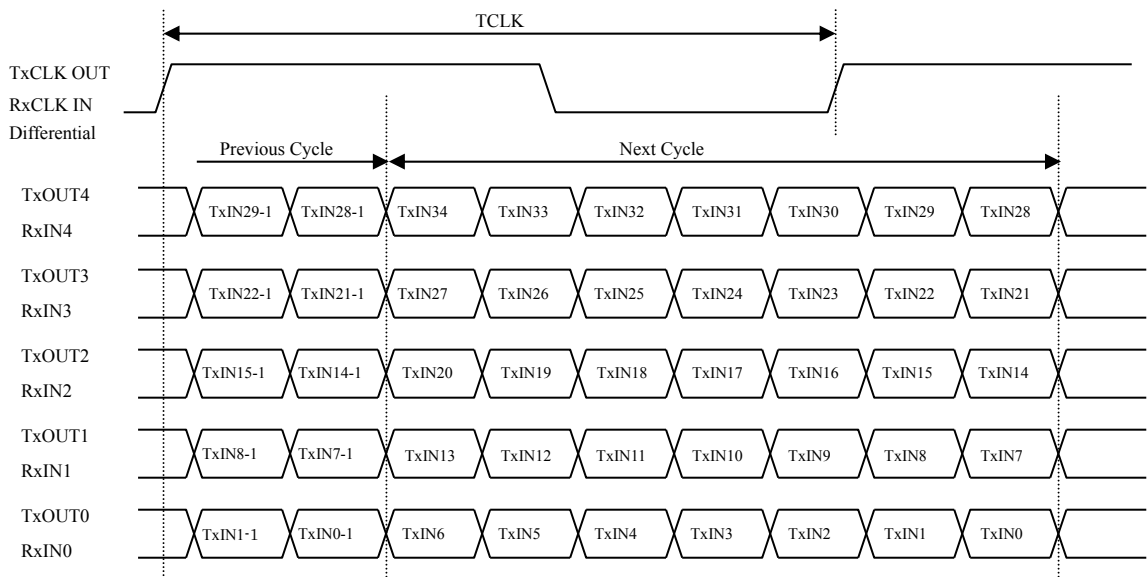 TCLK
TxCLK OUT
RxCLK IN
Differential
Previous Cycle Next Cycle
TxOUT4
TxIN29-1 TxIN28-1 TxIN34 TxIN33 TxIN32 TxIN31 TxIN30 TxIN29 TxIN28
RxIN4
TxOUT3
TxIN22-1 TxIN21-1 TxIN27 TxIN26 TxIN25 TxIN24 TxIN23 TxIN22 TxIN21
RxIN3
TxOUT2
TxIN15-1 TxIN14-1 TxIN20 TxIN19 TxIN18 TxIN17 TxIN16 TxIN15 TxIN14
RxIN2
TxOUT1
TxIN8-1 TxIN7-1 TxIN13 TxIN12 TxIN11 TxIN10 TxIN9 TxIN8 TxIN7
RxIN1
TxOUT0
TxIN1-1 TxIN0-1 TxIN6 TxIN5 TxIN4 TxIN3 TxIN2 TxIN1 TxIN0
RxIN0